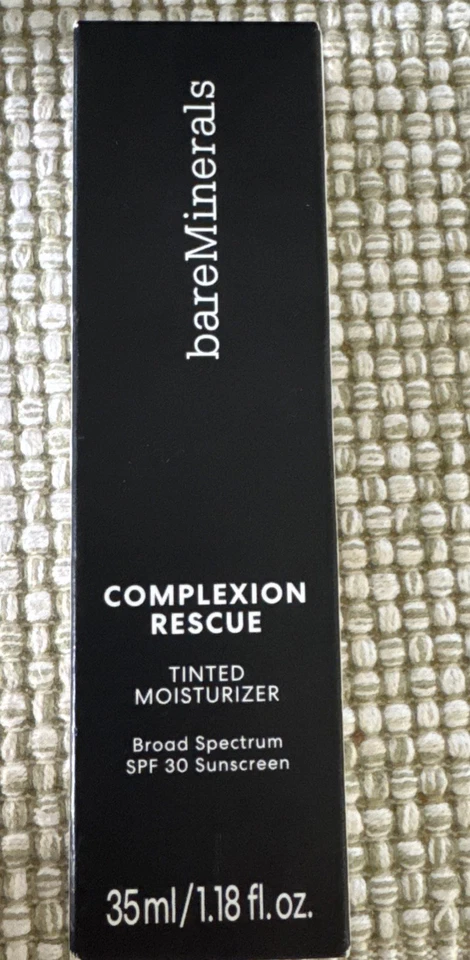 bareMinerals
COMPLEXION
RESCUE
TINTED
MOISTURIZER
Broad Spectrum
SPF 30 Sunscreen
35ml/1.18 fl.oz.